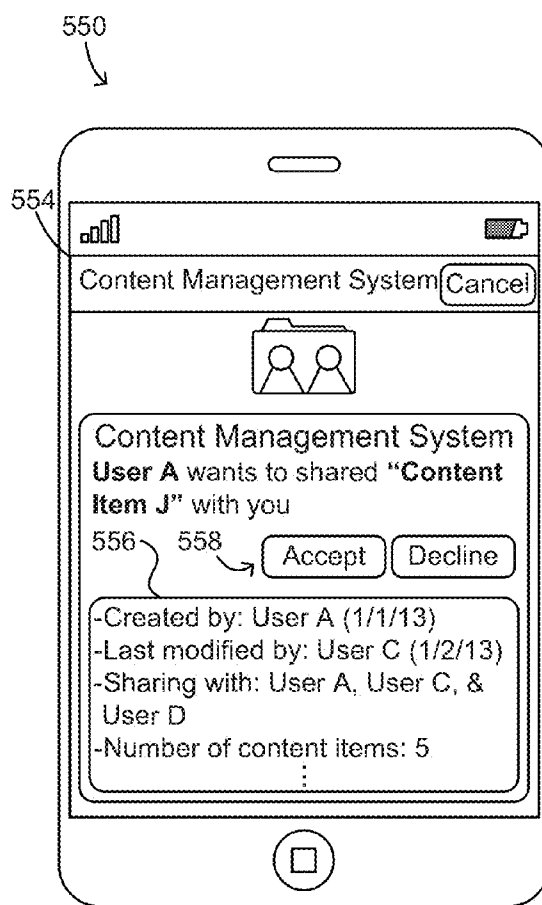 550
554
Content Management System Cancel
Content Management System
User A wants to shared “Content
Item J” with you
556 558 Accept Decline
-Created by: User A (1/1/13)
-Last modified by: User C (1/2/13)
-Sharing with: User A, User C, &
User D
-Number of content items: 5
⋮